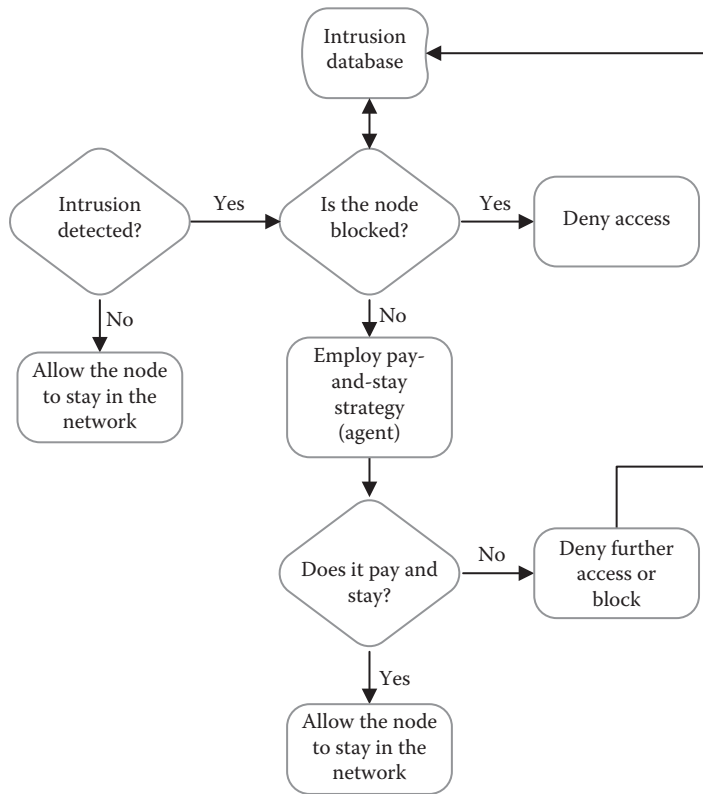 Intrusion
database
Intrusion
detected?
Yes
Is the node
blocked?
Yes
Deny access
No
Allow the node
to stay in the
network
No
Employ pay-
and-stay
strategy
(agent)
Does it pay and
stay?
No
Deny further
access or
block
Yes
Allow the node
to stay in the
network